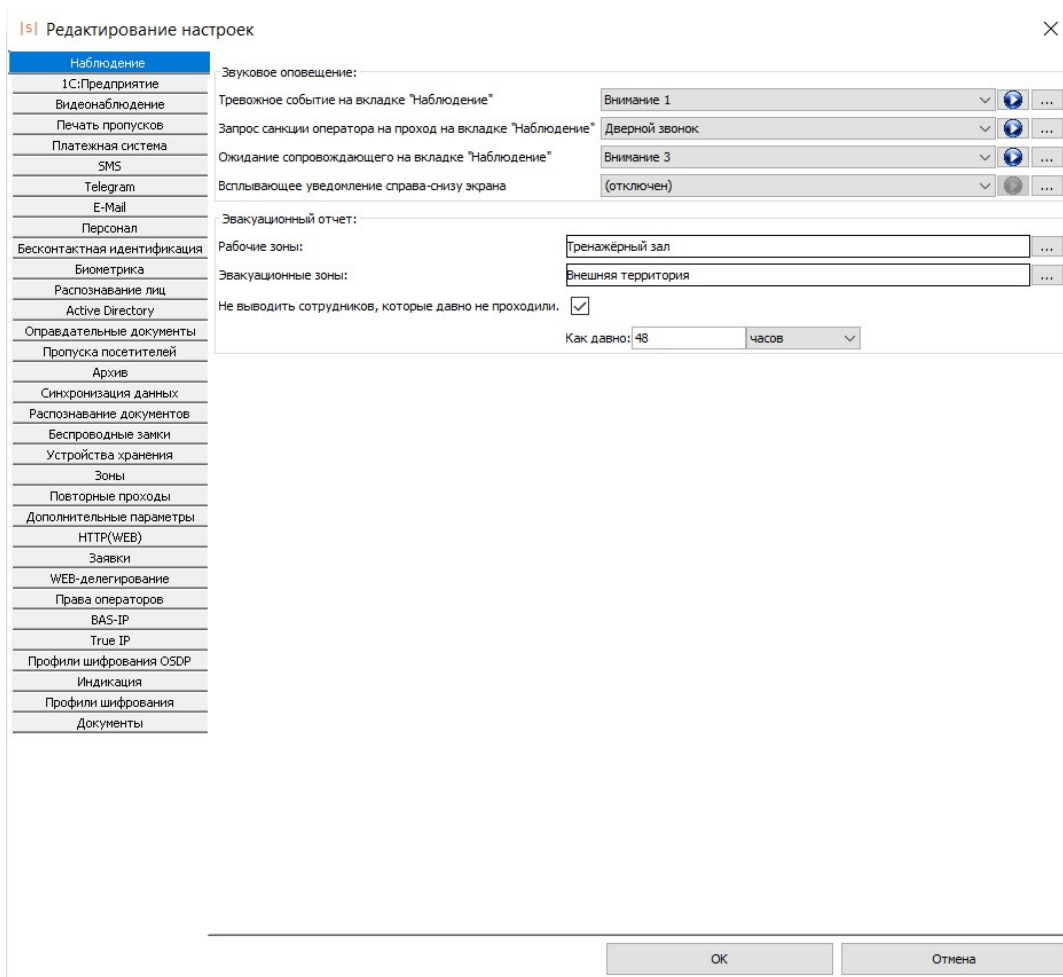 |s| Редактирование настроек
Наблюдение
1С:Предприятие
Видеонаблюдение
Печать пропусков
Платежная система
SMS
Telegram
E-Mail
Персонал
Бесконтактная идентификация
Биометрика
Распознавание лиц
Active Directory
Оправдательные документы
Пропуска посетителей
Архив
Синхронизация данных
Распознавание документов
Беспроводные замки
Устройства хранения
Зоны
Повторные проходы
Дополнительные параметры
HTTP(WEB)
Заявки
WEB-делегирование
Права операторов
BAS-IP
True IP
Профили шифрования OSDP
Индикация
Профили шифрования
Документы
Звуковое оповещение:
Тревожное событие на вкладке "Наблюдение" Внимание 1 ...
Запрос санкции оператора на проход на вкладке "Наблюдение" Дверной звонок ...
Ожидание сопровождающего на вкладке "Наблюдение" Внимание 3 ...
Всплывающее уведомление справа-снизу экрана (отключен) ...
Эвакуационный отчет:
Рабочие зоны: Тренажёрный зал ...
Эвакуационные зоны: Внешняя территория ...
Не выводить сотрудников, которые давно не проходили.
Как давно: 48 часов
ОК Отмена